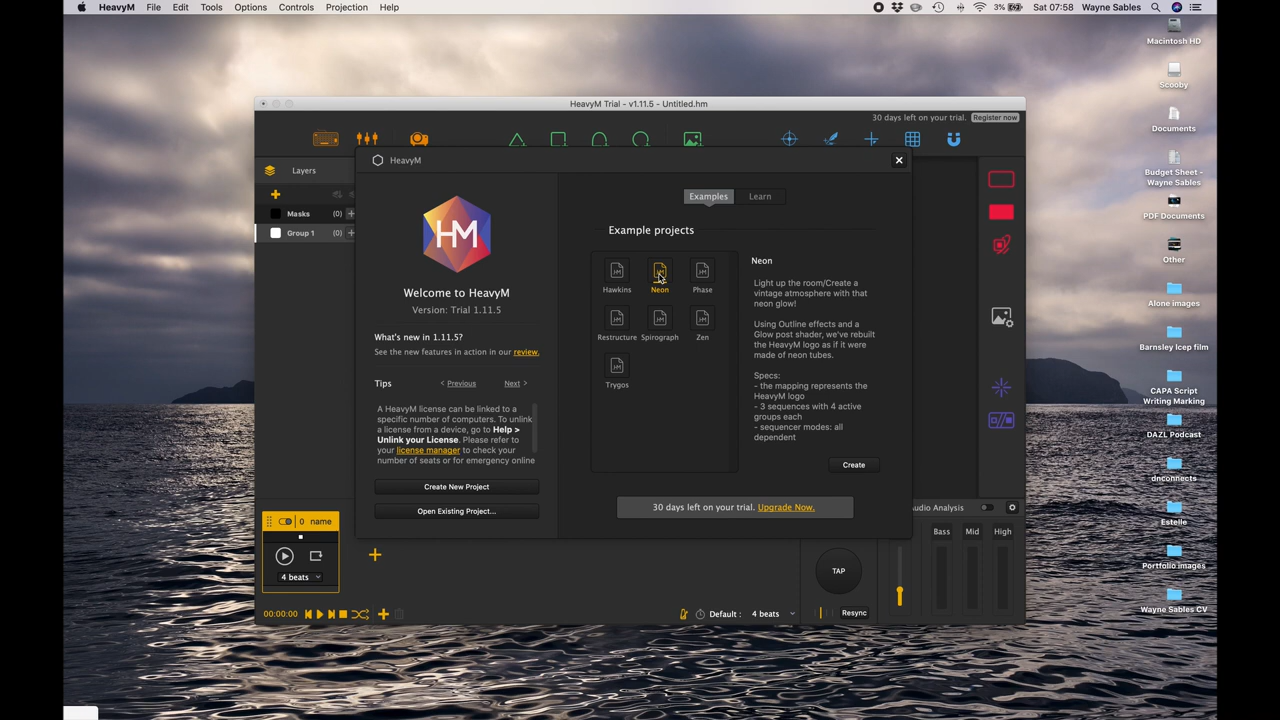 HeavyM File Edit Tools Options Controls Projection Help
3% Sat 07:58 Wayne Sables
HeavyM Trial - v1.11.5 - Untitled.hm
30 days left on your trial. Register now
Layers
Masks (0)
Group 1 (0)
HeavyM
HM
Welcome to HeavyM
Version: Trial 1.11.5
What's new in 1.11.5?
See the new features in action in our review.
Tips < Previous Next >
A HeavyM license can be linked to a
specific number of computers. To unlink
a license from a device, go to Help >
Unlink your License. Please refer to
your license manager to check your
number of seats or for emergency online
Create New Project
Open Existing Project...
Examples Learn
Example projects
Hawkins Neon Phase
Restructure Spirograph Zen
Trygos
Neon
Light up the room/Create a
vintage atmosphere with that
neon glow!
Using Outline effects and a
Glow post shader, we've rebuilt
the HeavyM logo as if it were
made of neon tubes.
Specs:
- the mapping represents the
HeavyM logo
- 3 sequences with 4 active
groups each
- sequencer modes: all
dependent
Create
30 days left on your trial. Upgrade Now.
0 name
4 beats
00:00:00
TAP
Default : 4 beats
Resync
udio Analysis
Bass Mid High
Macintosh HD
Scooby
Documents
Budget Sheet -
Wayne Sables
PDF Documents
Other
Alone images
Barnsley Icep film
CAPA Script
Writing Marking
DAZL Podcast
dnconnects
Estelle
Portfolio images
Wayne Sables CV